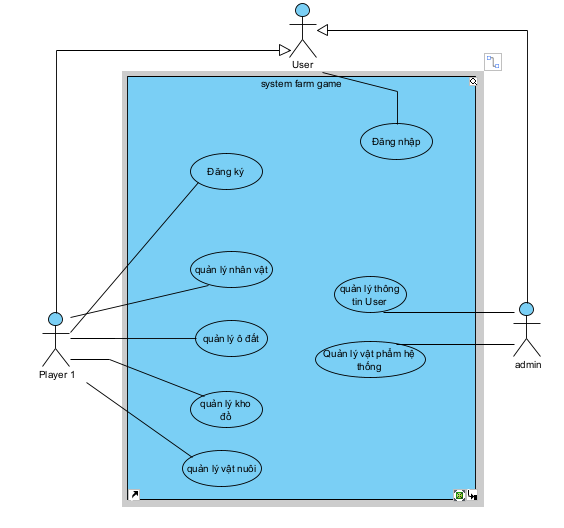 User
system farm game
Đăng nhập
Đăng ký
quản lý nhân vật
quản lý thông
tin User
quản lý ô đất
Quản lý vật phẩm hệ
thống
Player 1
admin
quản lý kho
đồ
quản lý vật nuôi